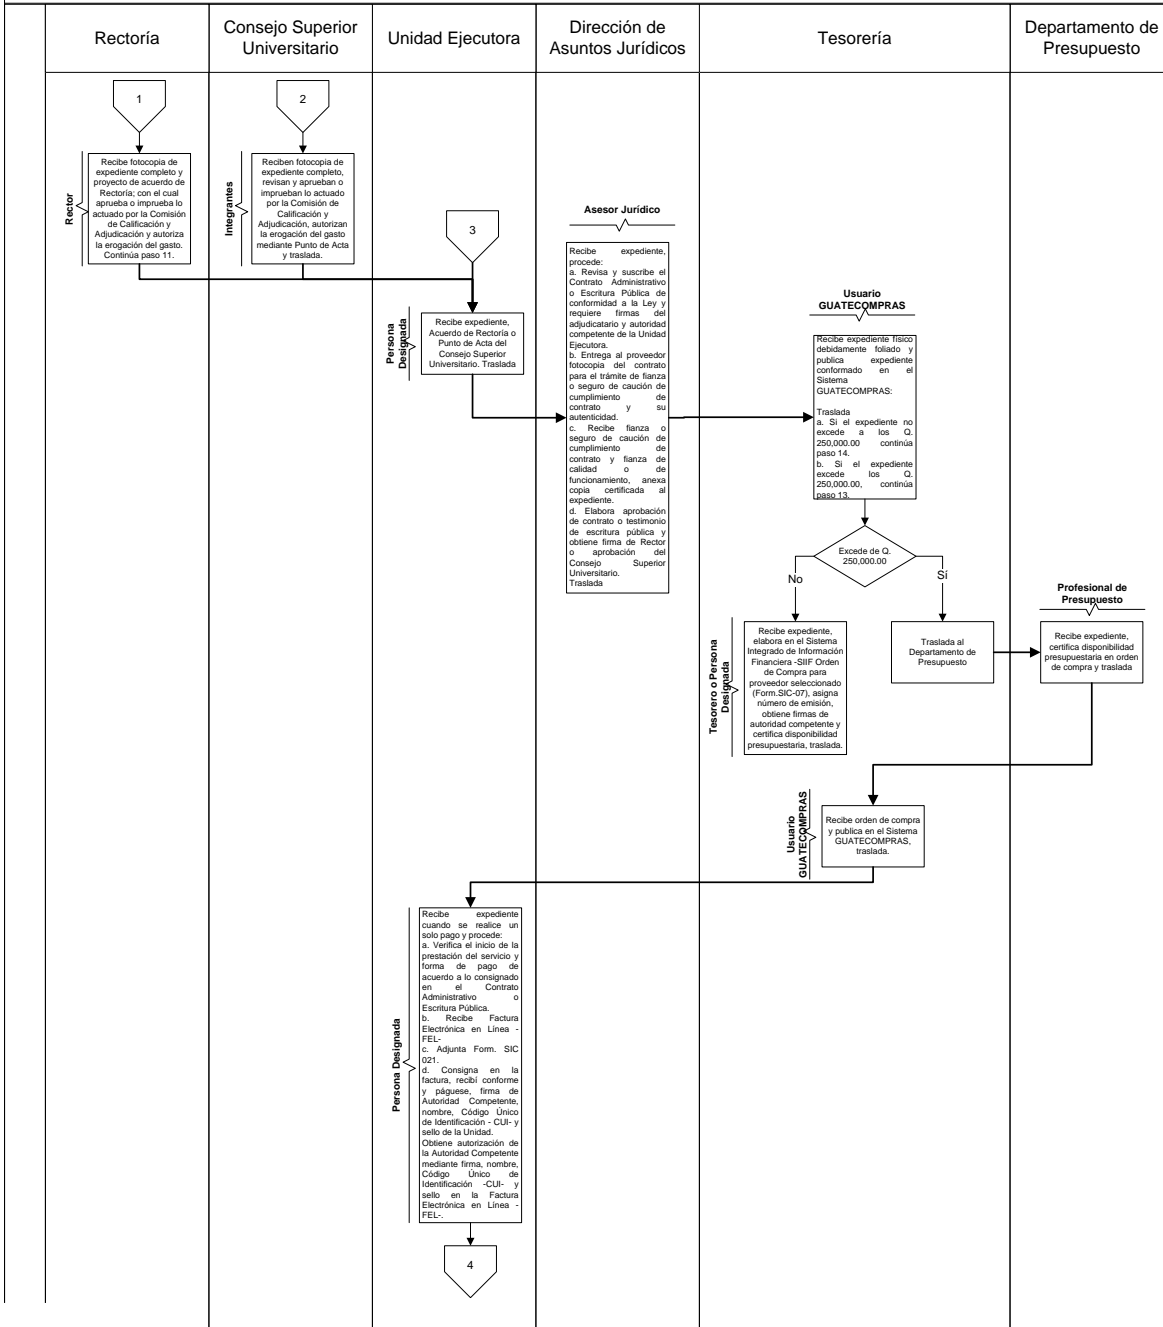 Rectoría
Consejo Superior
Universitario
Unidad Ejecutora
Dirección de
Asuntos Jurídicos
Tesorería
Departamento de
Presupuesto
1
Rector
Recibe fotocopia de
expediente completo y
proyecto de acuerdo de
Rectoría; con el cual
aprueba o imprueba lo
actuado por la Comisión
de Calificación y
Adjudicación y autoriza
la erogación del gasto.
Continúa paso 11.
2
Integrantes
Reciben fotocopia de
expediente completo,
revisan y aprueban o
imprueban lo actuado
por la Comisión de
Calificación y
Adjudicación, autorizan
la erogación del gasto
mediante Punto de Acta
y traslada.
3
Persona
Designada
Recibe expediente,
Acuerdo de Rectoría o
Punto de Acta del
Consejo Superior
Universitario. Traslada
Asesor Jurídico
Recibe expediente,
procede:
a. Revisa y suscribe el
Contrato Administrativo
o Escritura Pública de
conformidad a la Ley y
requiere firmas del
adjudicatario y autoridad
competente de la Unidad
Ejecutora.
b. Entrega al proveedor
fotocopia del contrato
para el trámite de fianza
o seguro de caución de
cumplimiento de
contrato y su
autenticidad.
c. Recibe fianza o
seguro de caución de
cumplimiento de
contrato y fianza de
calidad o de
funcionamiento, anexa
copia certificada al
expediente.
d. Elabora aprobación
de contrato o testimonio
de escritura pública y
obtiene firma de Rector
o aprobación del
Consejo Superior
Universitario.
Traslada
Usuario
GUATECOMPRAS
Recibe expediente físico
debidamente foliado y
publica expediente
conformado en el
Sistema
GUATECOMPRAS:
Traslada
a. Si el expediente no
excede a los Q.
250,000.00 continúa
paso 14.
b. Si el expediente
excede los Q.
250,000.00, continúa
paso 13.
Excede de Q.
250,000.00
No
Sí
Tesorero o Persona
Designada
Recibe expediente,
elabora en el Sistema
Integrado de Información
Financiera -SIIF Orden
de Compra para
proveedor seleccionado
(Form.SIC-07), asigna
número de emisión,
obtiene firmas de
autoridad competente y
certifica disponibilidad
presupuestaria, traslada.
Traslada al
Departamento de
Presupuesto
Profesional de
Presupuesto
Recibe expediente,
certifica disponibilidad
presupuestaria en orden
de compra y traslada
Usuario
GUATECOMPRAS
Recibe orden de compra
y publica en el Sistema
GUATECOMPRAS,
traslada.
Persona Designada
Recibe expediente
cuando se realice un
solo pago y procede:
a. Verifica el inicio de la
prestación del servicio y
forma de pago de
acuerdo a lo consignado
en el Contrato
Administrativo o
Escritura Pública.
b. Recibe Factura
Electrónica en Línea -
FEL-
c. Adjunta Form. SIC
021.
d. Consigna en la
factura, recibí conforme
y páguese, firma de
Autoridad Competente,
nombre, Código Único
de Identificación - CUI- y
sello de la Unidad.
Obtiene autorización de
la Autoridad Competente
mediante firma, nombre,
Código Único de
Identificación -CUI- y
sello en la Factura
Electrónica en Línea -
FEL-.
4